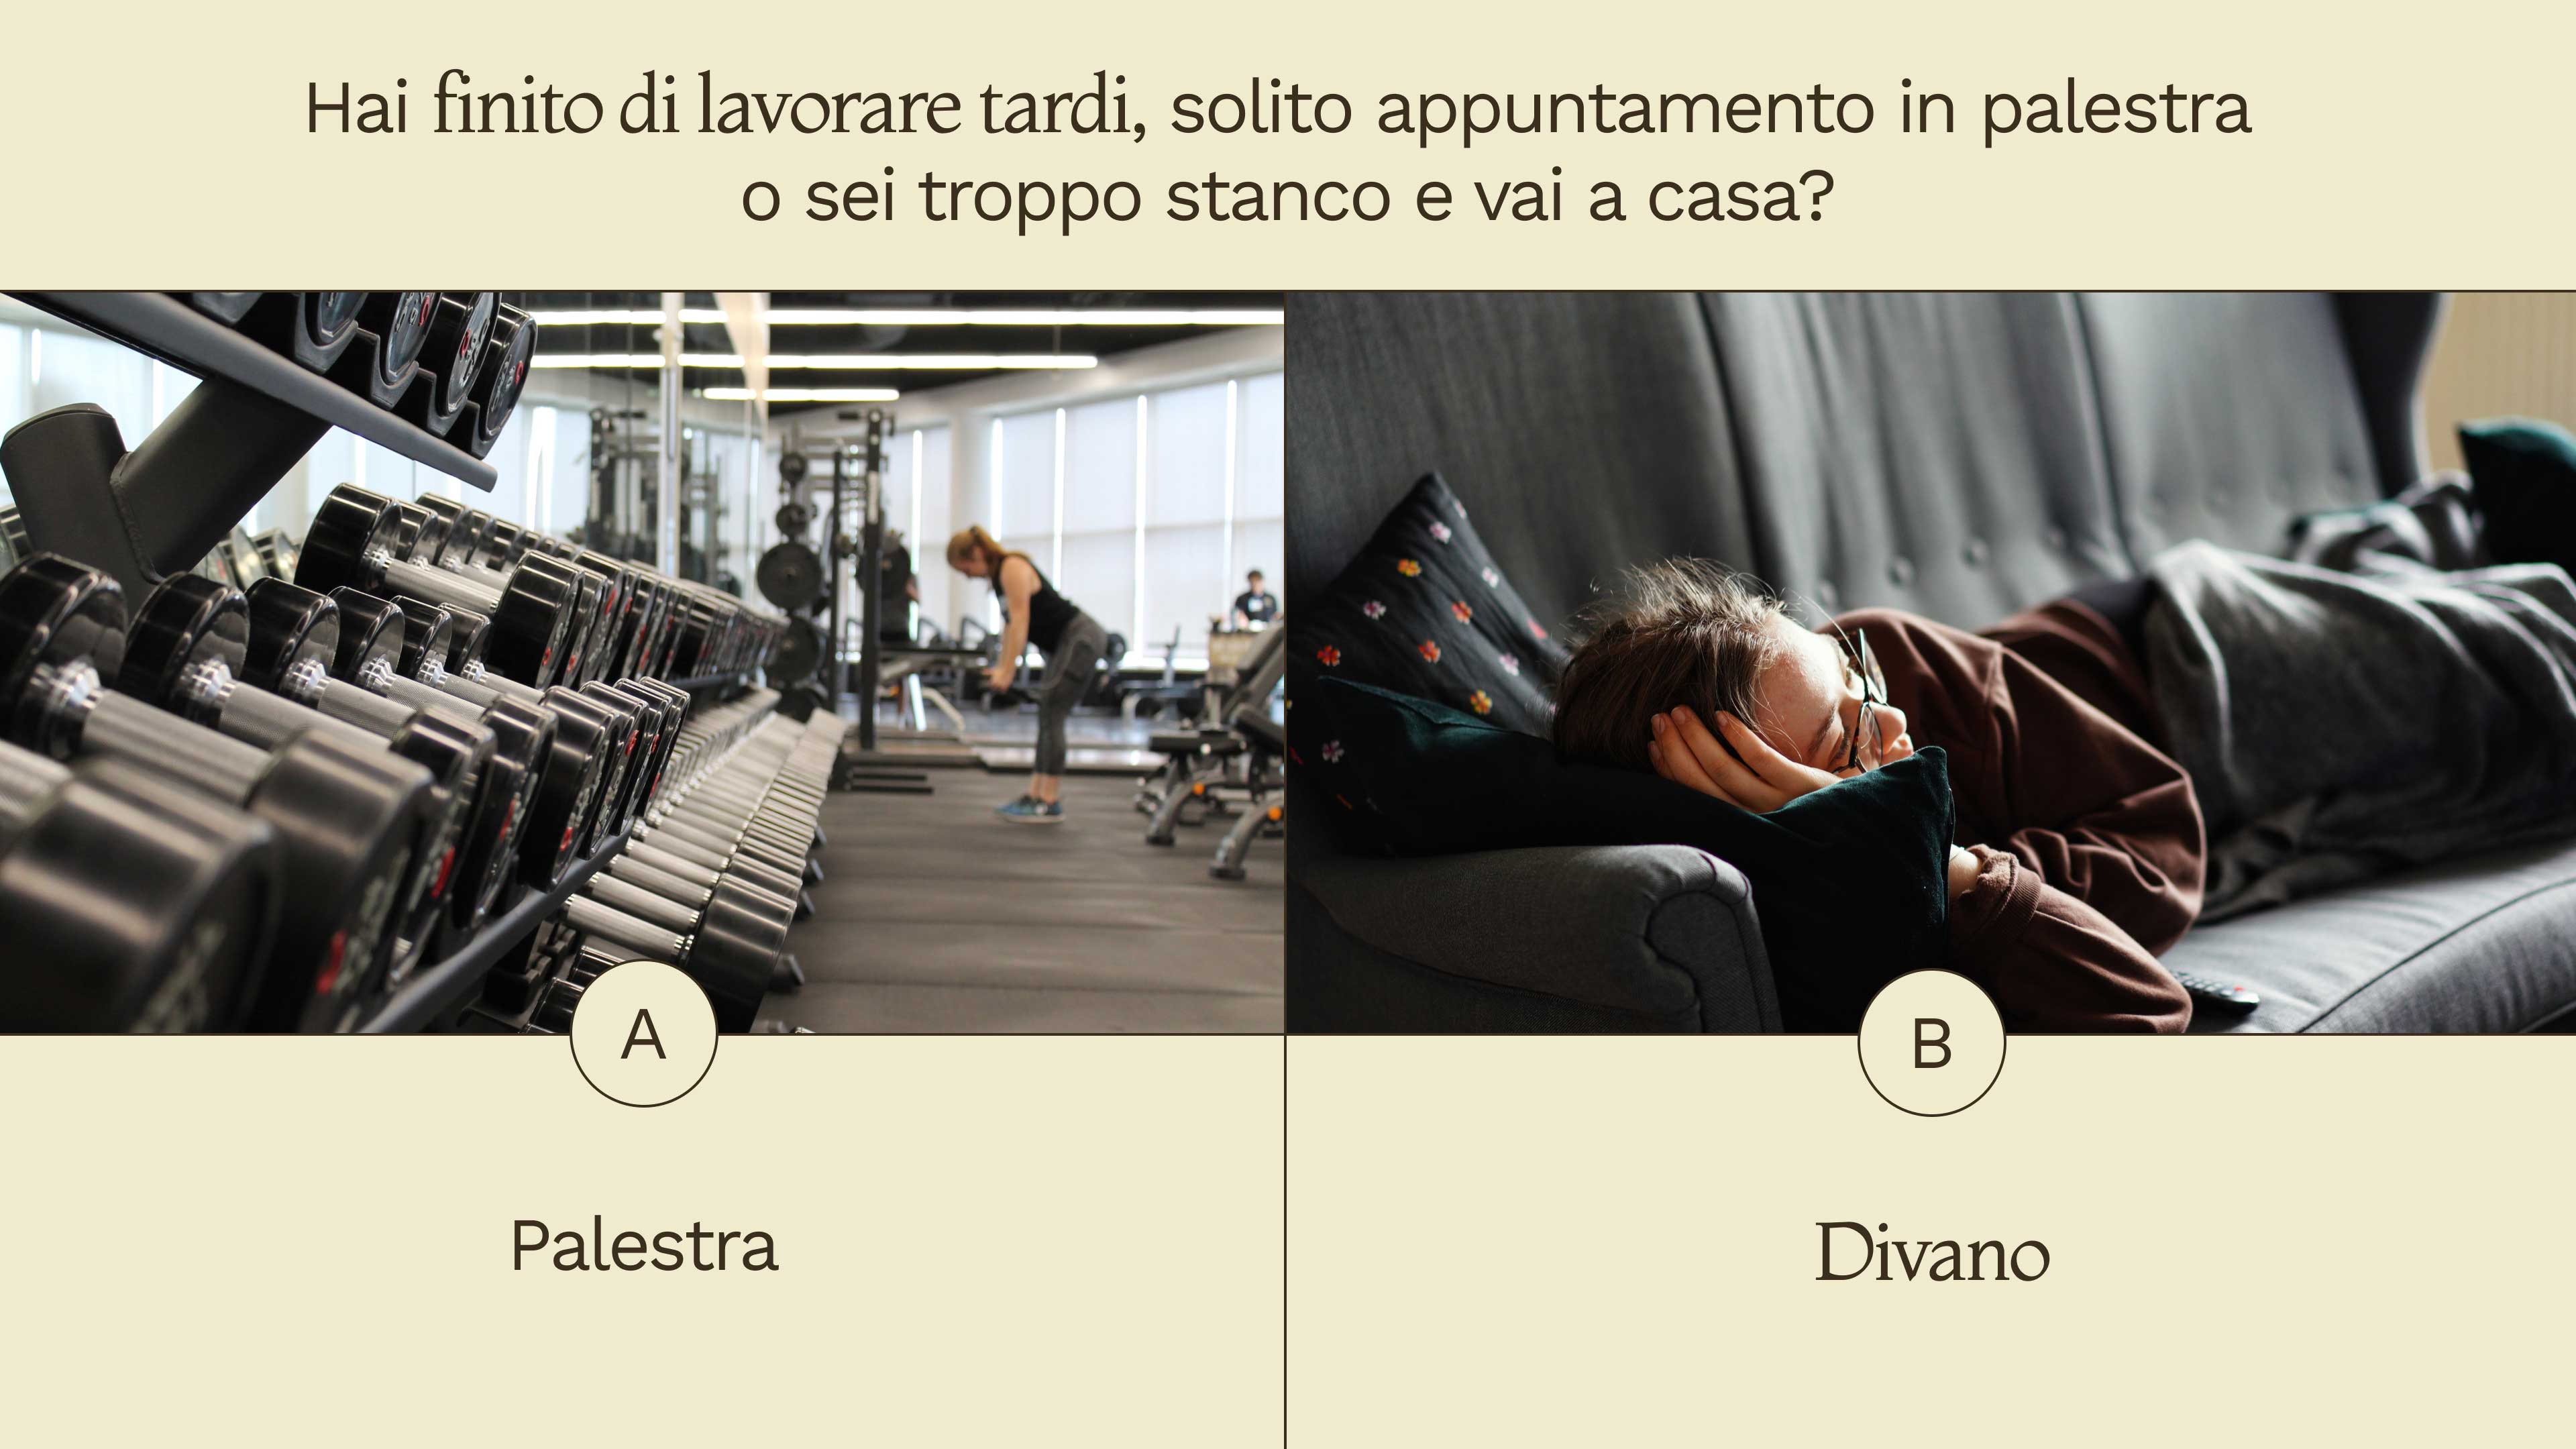 Hai finito di lavorare tardi, solito appuntamento in palestra
o sei troppo stanco e vai a casa?
A
B
Palestra
Divano